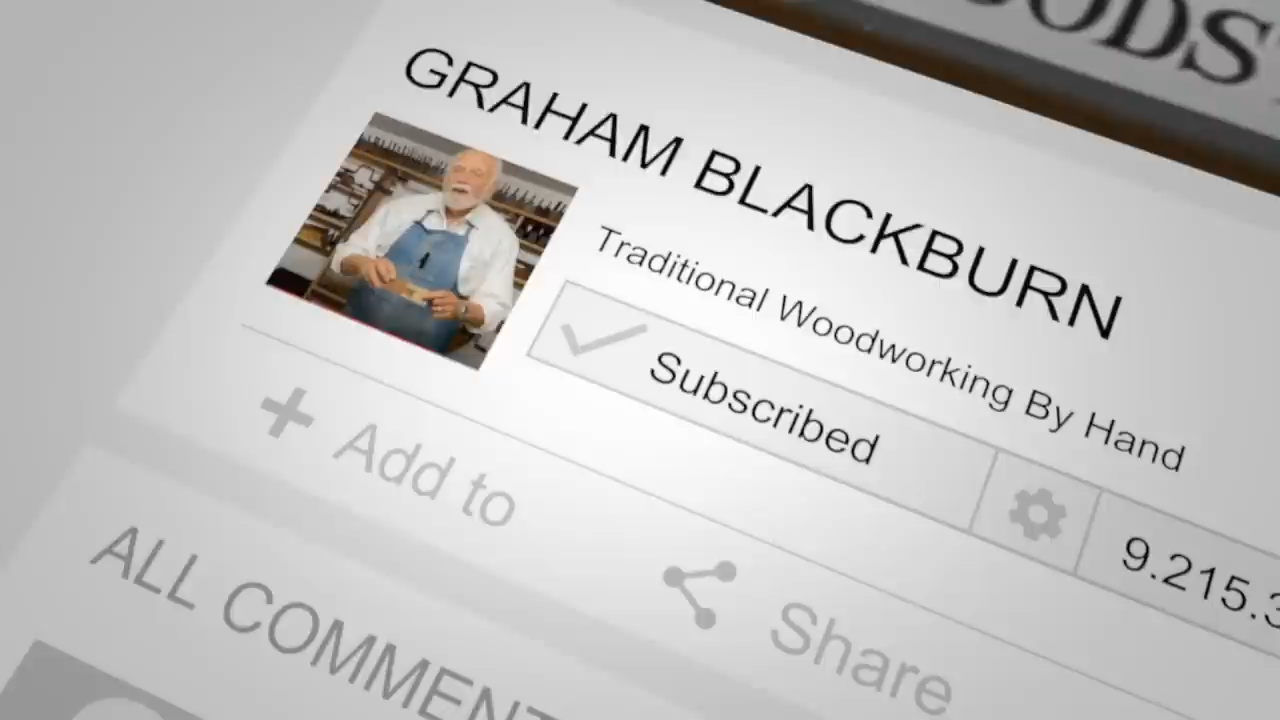 GRAHAM BLACKBURN
Traditional Woodworking By Hand
Subscribed
Add to
Share